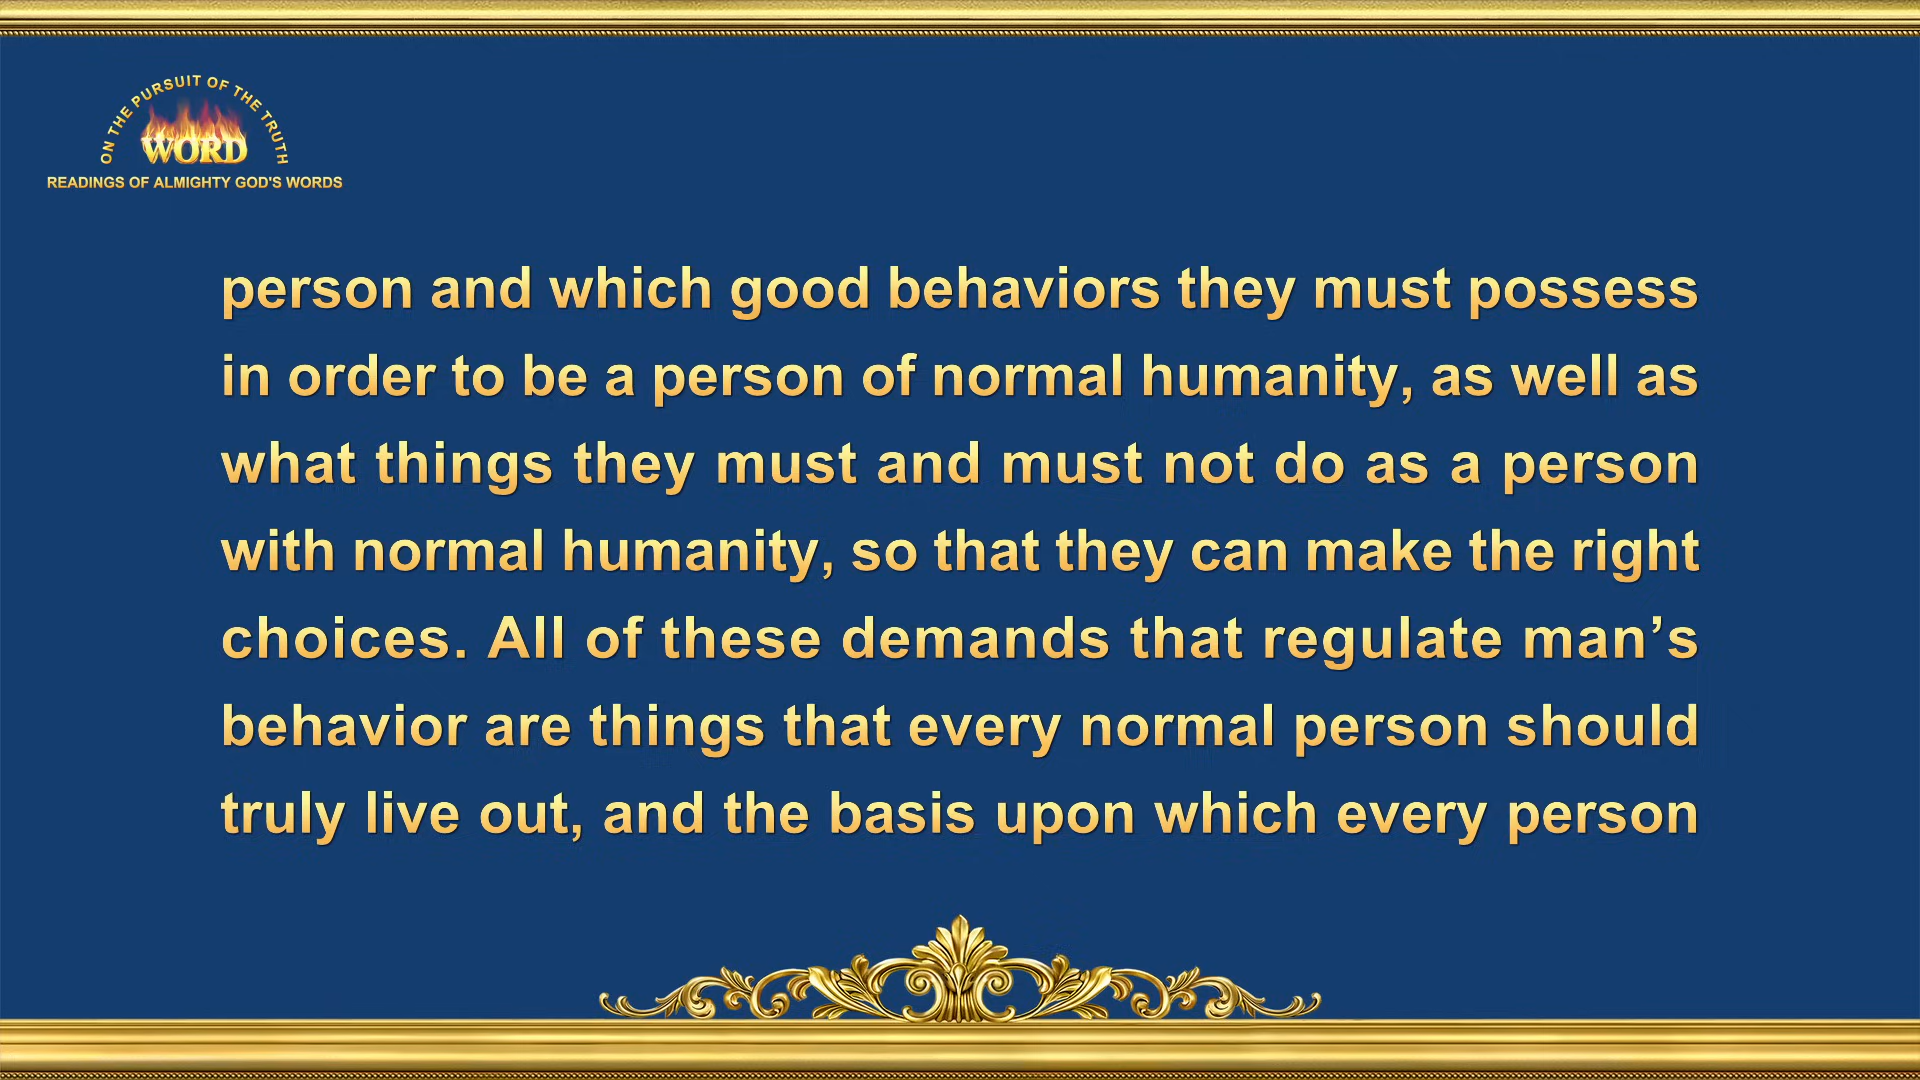 ON THE PURSUIT OF THE TRUTH
WORD
READINGS OF ALMIGHTY GOD'S WORDS
person and which good behaviors they must possess
in order to be a person of normal humanity, as well as
what things they must and must not do as a person
with normal humanity, so that they can make the right
choices. All of these demands that regulate man’s
behavior are things that every normal person should
truly live out, and the basis upon which every person